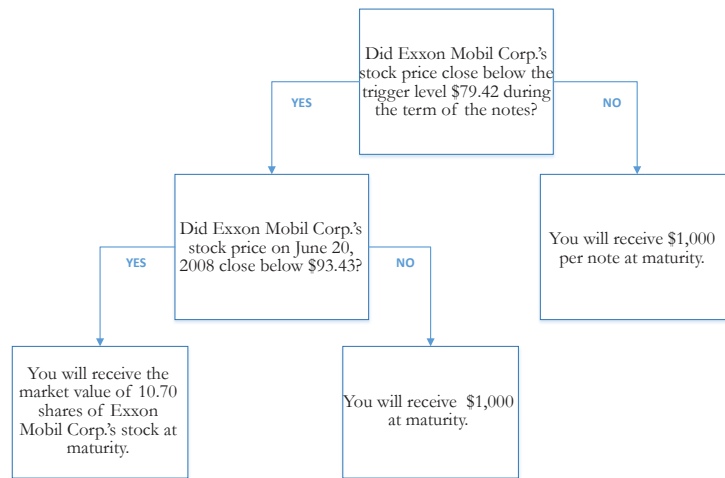 Did Exxon Mobil Corp.'s
stock price close below the
trigger level $79.42 during
the term of the notes?
YES
NO
Did Exxon Mobil Corp.'s
stock price on June 20,
2008 close below $93.43?
You will receive $1,000
per note at maturity.
YES
NO
You will receive the
market value of 10.70
shares of Exxon
Mobil Corp.'s stock at
maturity.
You will receive $1,000
at maturity.